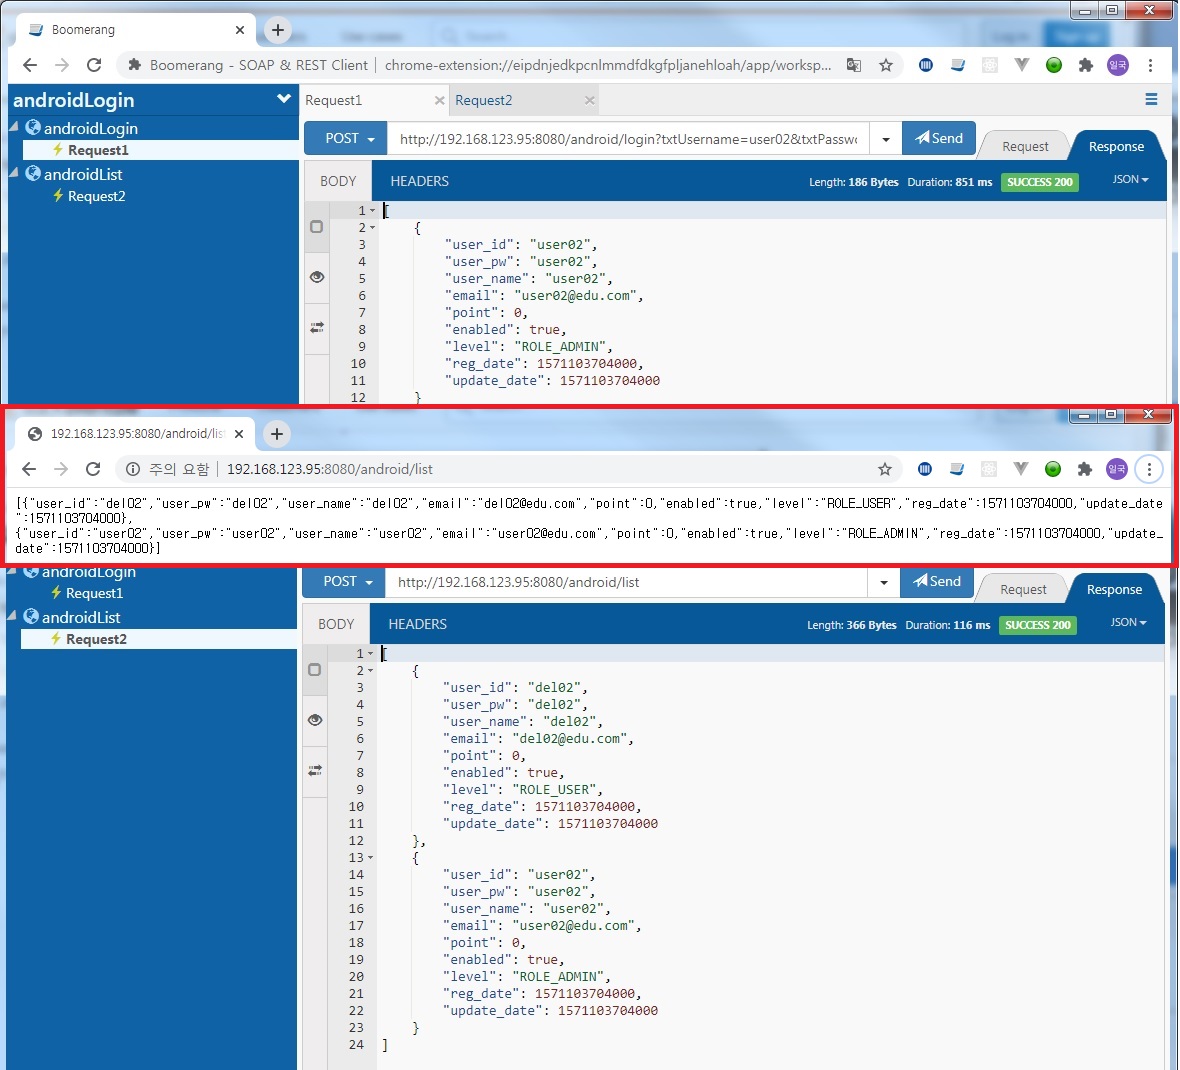 Boomerang
Boomerang - SOAP & REST Client | chrome-extension://eipdnjedkpcnlmmdfdkgfpljanehloah/app/worksp...
일국
androidLogin
Request1
Request2
androidLogin
Request1
androidList
Request2
POST
http://192.168.123.95:8080/android/login?txtUsername=user02&txtPasswo
Send
Request
Response
BODY
HEADERS
Length: 186 Bytes Duration: 851 ms SUCCESS 200
JSON
1 [
2 {
3 "user_id": "user02",
4 "user_pw": "user02",
5 "user_name": "user02",
6 "email": "user02@edu.com",
7 "point": 0,
8 "enabled": true,
9 "level": "ROLE_ADMIN",
10 "reg_date": 1571103704000,
11 "update_date": 1571103704000
12 }
192.168.123.95:8080/android/list
주의 요함 | 192.168.123.95:8080/android/list
일국
[{"user_id":"del02","user_pw":"del02","user_name":"del02","email":"del02@edu.com","point":0,"enabled":true,"level":"ROLE_USER","reg_date":1571103704000,"update_date
":1571103704000},
{"user_id":"user02","user_pw":"user02","user_name":"user02","email":"user02@edu.com","point":0,"enabled":true,"level":"ROLE_ADMIN","reg_date":1571103704000,"update_
date":1571103704000}]
androidLogin
Request1
androidList
Request2
POST
http://192.168.123.95:8080/android/list
Send
Request
Response
BODY
HEADERS
Length: 366 Bytes Duration: 116 ms SUCCESS 200
JSON
1 [
2 {
3 "user_id": "del02",
4 "user_pw": "del02",
5 "user_name": "del02",
6 "email": "del02@edu.com",
7 "point": 0,
8 "enabled": true,
9 "level": "ROLE_USER",
10 "reg_date": 1571103704000,
11 "update_date": 1571103704000
12 },
13 {
14 "user_id": "user02",
15 "user_pw": "user02",
16 "user_name": "user02",
17 "email": "user02@edu.com",
18 "point": 0,
19 "enabled": true,
20 "level": "ROLE_ADMIN",
21 "reg_date": 1571103704000,
22 "update_date": 1571103704000
23 }
24 ]